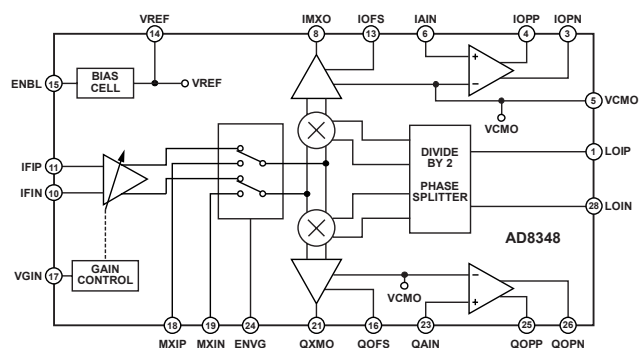 VREF IMXO IOFS IAIN IOPP IOPN
14 8 13 6 4 3
ENBL 15 BIAS CELL VREF
+ −
VCMO 5 VCMO
IFIP 11
IFIN 10
DIVIDE
BY 2
PHASE
SPLITTER
1 LOIP
28 LOIN
AD8348
VGIN 17 GAIN CONTROL
VCMO
− +
18 19 24 21 16 23 25 26
MXIP MXIN ENVG QXMO QOFS QAIN QOPP QOPN